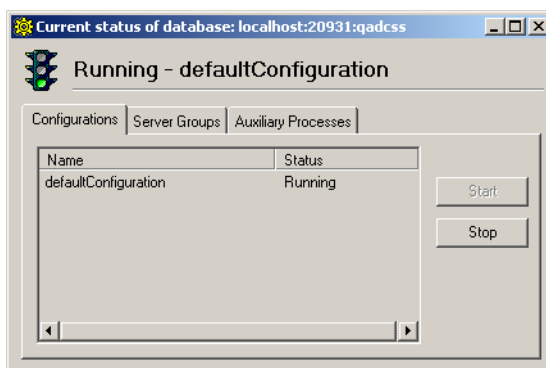 Current status of database: localhost:20931:qadcss
Running - defaultConfiguration
Configurations Server Groups Auxiliary Processes
Name Status
defaultConfiguration Running
Start
Stop